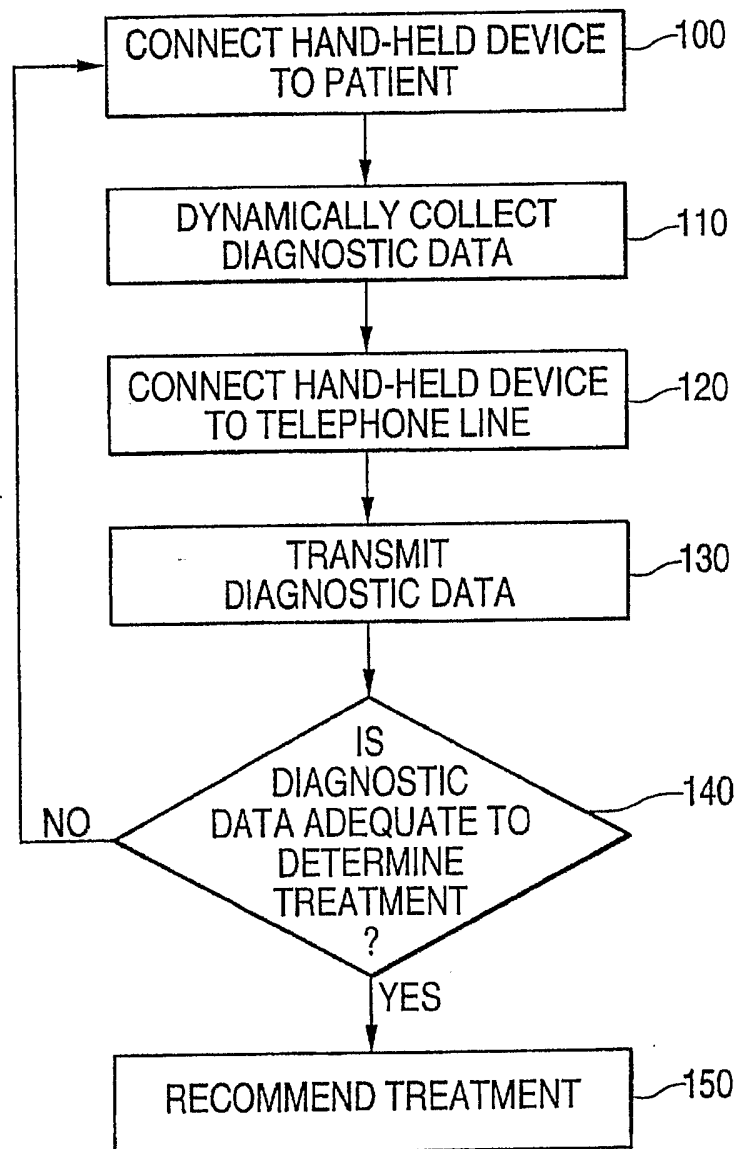 CONNECT HAND-HELD DEVICE
TO PATIENT
100
DYNAMICALLY COLLECT
DIAGNOSTIC DATA
110
CONNECT HAND-HELD DEVICE
TO TELEPHONE LINE
120
TRANSMIT
DIAGNOSTIC DATA
130
IS
DIAGNOSTIC
DATA ADEQUATE TO
DETERMINE
TREATMENT
?
140
NO
YES
RECOMMEND TREATMENT
150